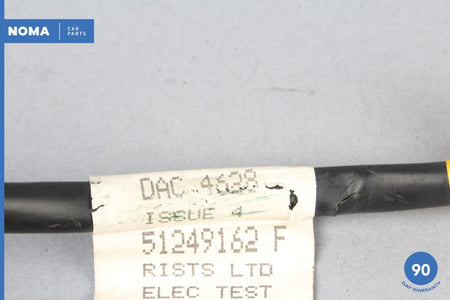 NOMA CAR
PARTS
DAC 4628
ISSUE 4
51249162 F
RISTS LTD
ELEC TEST
90
DAY WARRANTY